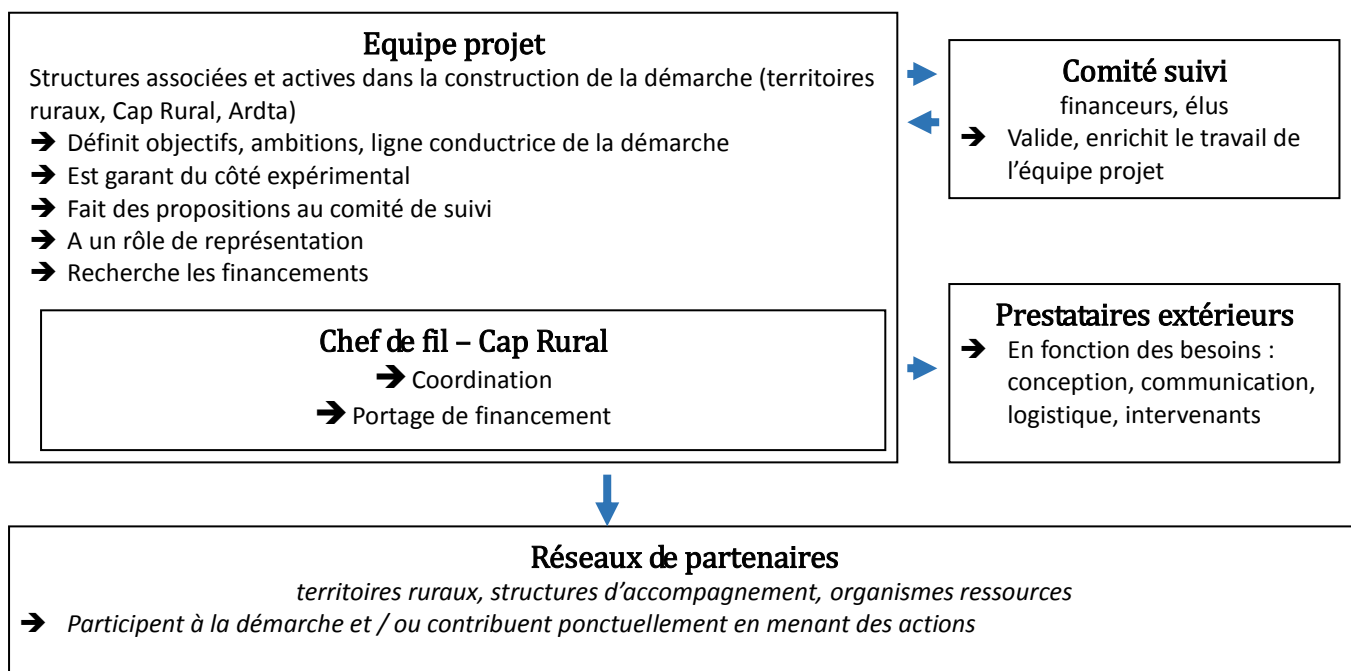 Equipe projet
Structures associées et actives dans la construction de la démarche (territoires
ruraux, Cap Rural, Ardta)
➔ Définit objectifs, ambitions, ligne conductrice de la démarche
➔ Est garant du côté expérimental
➔ Fait des propositions au comité de suivi
➔ A un rôle de représentation
➔ Recherche les financements
Chef de fil – Cap Rural
➔ Coordination
➔ Portage de financement
Comité suivi
financeurs, élus
➔ Valide, enrichit le travail de
l’équipe projet
Prestataires extérieurs
➔ En fonction des besoins :
conception, communication,
logistique, intervenants
Réseaux de partenaires
territoires ruraux, structures d’accompagnement, organismes ressources
➔ Participent à la démarche et / ou contribuent ponctuellement en menant des actions